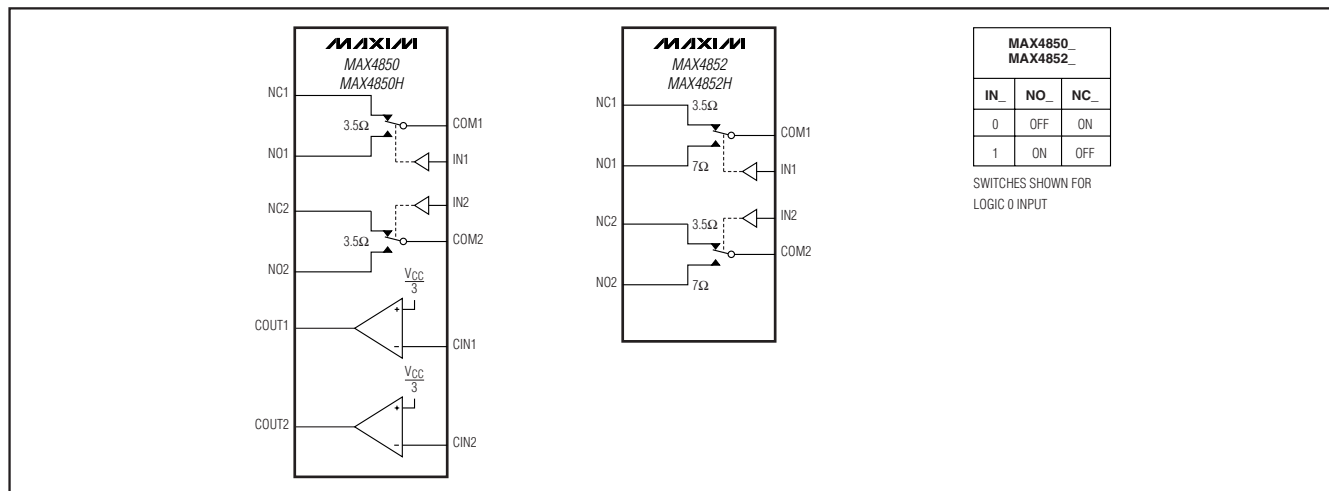 MAXIM
MAX4850
MAX4850H
NC1
3.5Ω
COM1
NO1
IN1
IN2
NC2
3.5Ω
COM2
NO2
VCC
3
+
COUT1
−
CIN1
VCC
3
+
COUT2
−
CIN2
MAXIM
MAX4852
MAX4852H
NC1
3.5Ω
COM1
NO1
7Ω
IN1
IN2
NC2
3.5Ω
COM2
NO2
7Ω
MAX4850_
MAX4852_
IN_ NO_ NC_
0 OFF ON
1 ON OFF
SWITCHES SHOWN FOR
LOGIC 0 INPUT